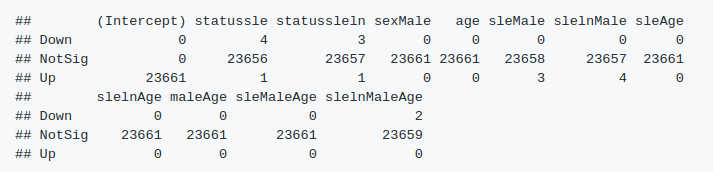 ##        (Intercept) statussle statussleln sexMale   age sleMale slelnMale sleAge
## Down             0         4           3       0     0       0         0      0
## NotSig           0     23656       23657   23661 23661   23658     23657  23661
## Up           23661         1           1       0     0       3         4      0
##        slelnAge maleAge sleMaleAge slelnMaleAge
## Down          0       0          0            2
## NotSig    23661   23661      23661        23659
## Up            0       0          0            0